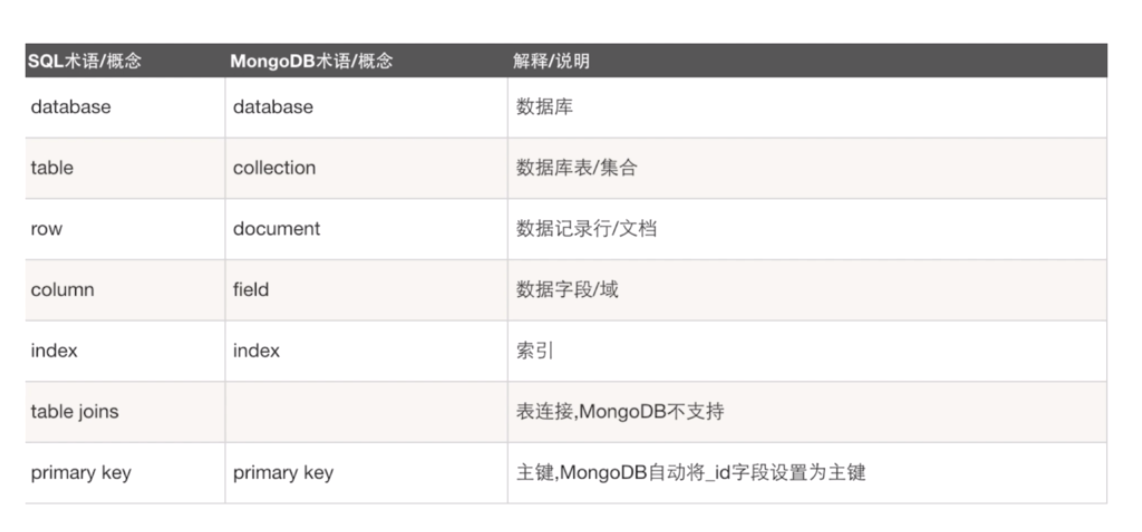 SQL术语/概念 MongoDB术语/概念 解释/说明
database database 数据库
table collection 数据库表/集合
row document 数据记录行/文档
column field 数据字段/域
index index 索引
table joins 表连接,MongoDB不支持
primary key primary key 主键,MongoDB自动将_id字段设置为主键